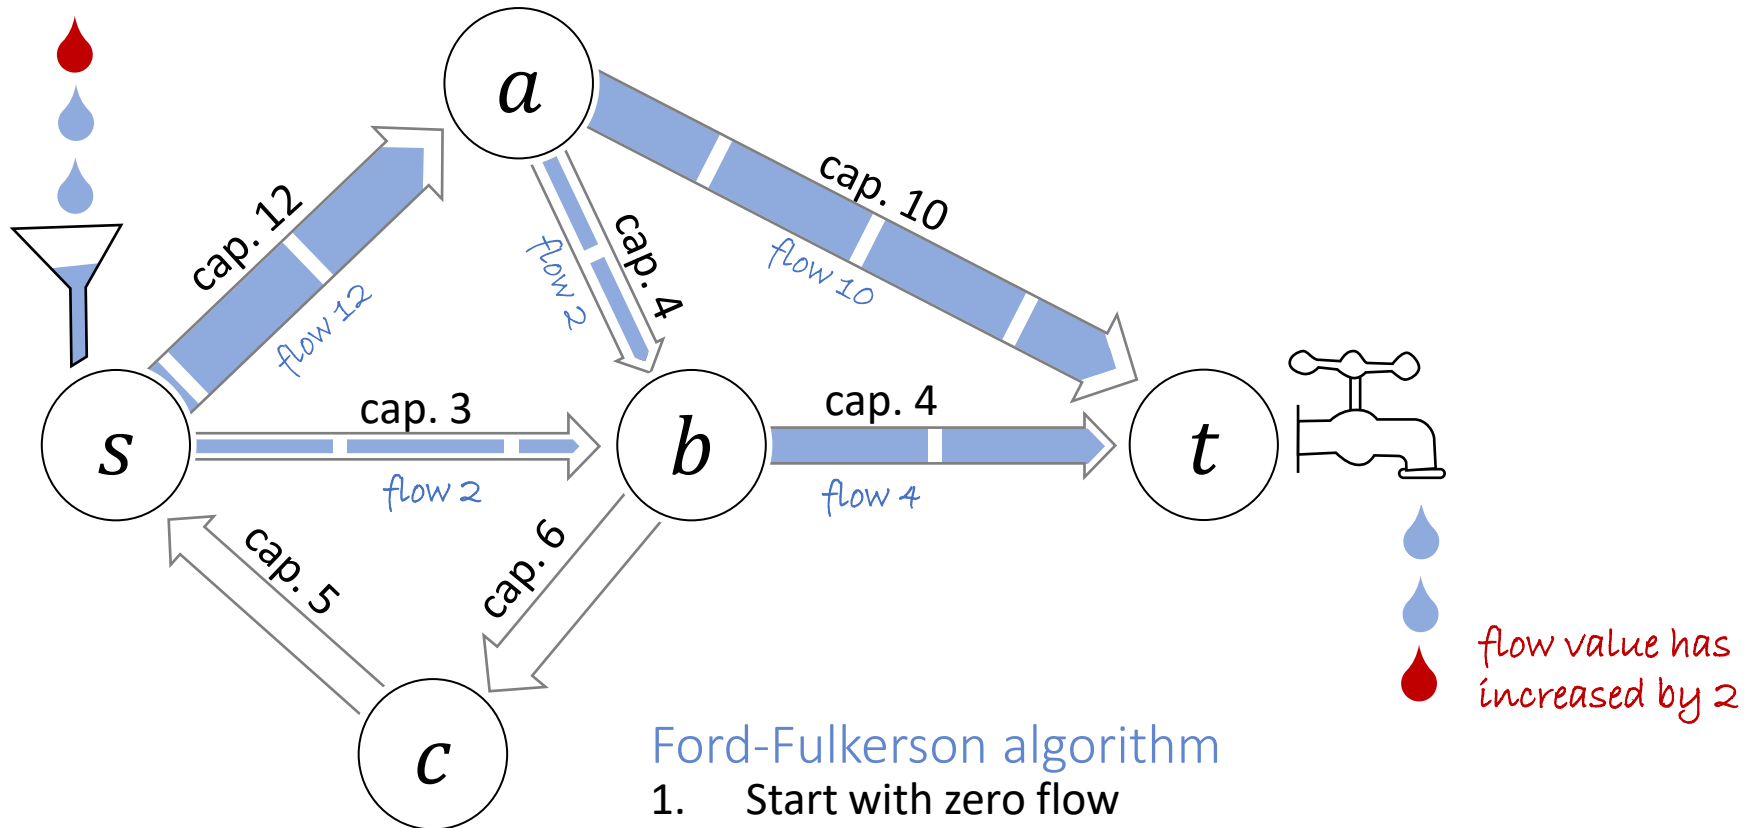 a
cap. 12
flow 12
cap. 4
flow 2
cap. 10
flow 10
s
cap. 3
flow 2
b
cap. 4
flow 4
t
cap. 5
cap. 6
c
flow value has
increased by 2
Ford-Fulkerson algorithm
1. Start with zero flow